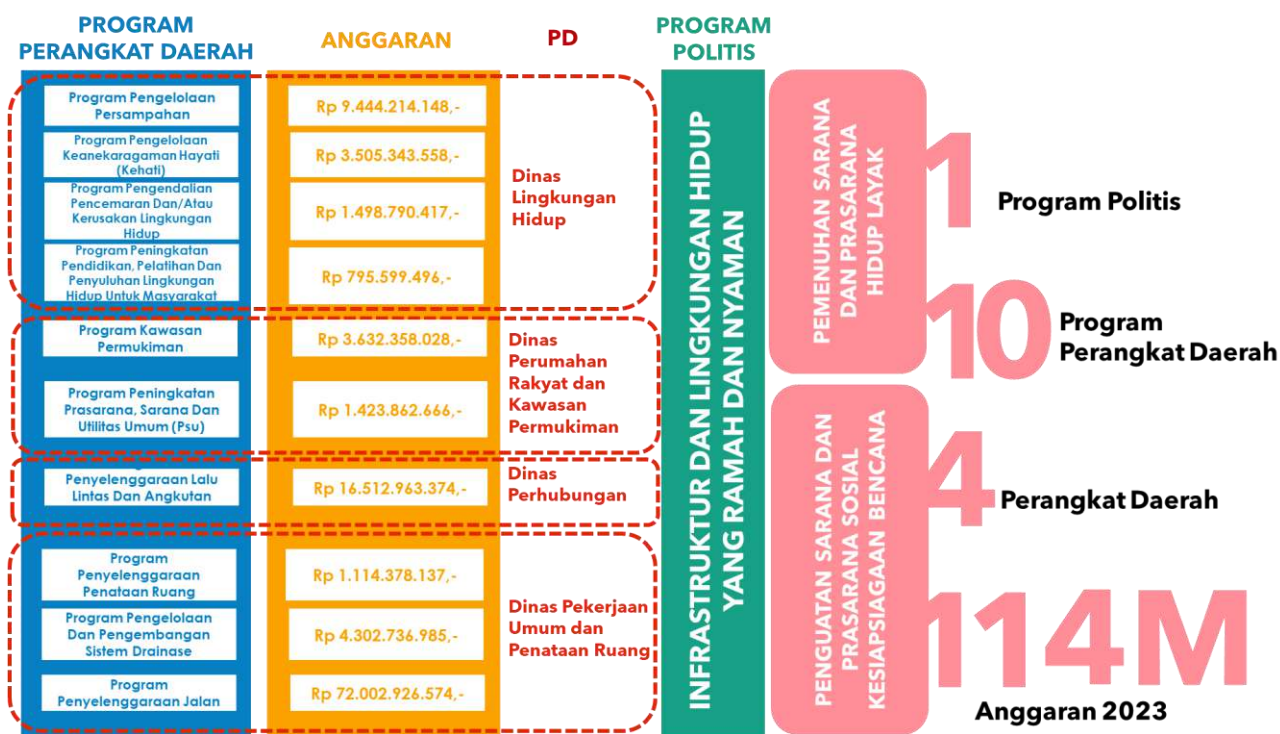 PROGRAM
PERANGKAT DAERAH
ANGGARAN
PD
PROGRAM
POLITIS
Program Pengelolaan
Persampahan
Rp 9.444.214.148,-
Program Pengelolaan
Keanekaragaman Hayati
(Kehati)
Rp 3.505.343.558,-
Program Pengendalian
Pencemaran Dan/Atau
Kerusakan Lingkungan
Hidup
Rp 1.498.790.417,-
Program Peningkatan
Pendidikan, Pelatihan Dan
Penyuluhan Lingkungan
Hidup Untuk Masyarakat
Rp 795.599.496,-
Dinas
Lingkungan
Hidup
Program Kawasan
Permukiman
Rp 3.632.358.028,-
Program Peningkatan
Prasarana, Sarana Dan
Utilitas Umum (Psu)
Rp 1.423.862.666,-
Dinas
Perumahan
Rakyat dan
Kawasan
Permukiman
Penyelenggaraan Lalu
Lintas Dan Angkutan
Rp 16.512.963.374,-
Dinas
Perhubungan
Program
Penyelenggaraan
Penataan Ruang
Rp 1.114.378.137,-
Program Pengelolaan
Dan Pengembangan
Sistem Drainase
Rp 4.302.736.985,-
Program
Penyelenggaraan Jalan
Rp 72.002.926.574,-
Dinas Pekerjaan
Umum dan
Penataan Ruang
INFRASTRUKTUR DAN LINGKUNGAN HIDUP
YANG RAMAH DAN NYAMAN
PEMENUHAN SARANA
DAN PRASARANA
HIDUP LAYAK
PENGUATAN SARANA DAN
PRASARANA SOSIAL
KESIAPSIAGAAN BENCANA
1
Program Politis
10
Program
Perangkat Daerah
4
Perangkat Daerah
114M
Anggaran 2023